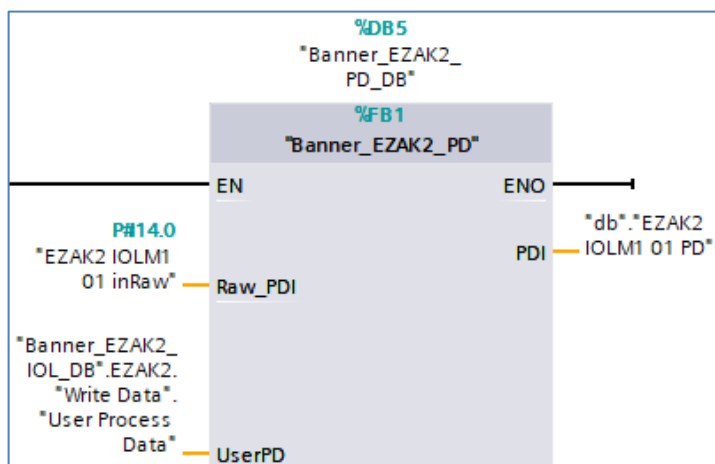 %DB5
"Banner_EZAK2_
PD_DB"
%FB1
"Banner_EZAK2_PD"
EN
ENO
P#I14.0
"EZAK2 IOLM1
01 inRaw"
Raw_PDI
PDI
"db"."EZAK2
IOLM1 01 PD"
"Banner_EZAK2_
IOL_DB".EZAK2.
"Write Data".
"User Process
Data"
UserPD